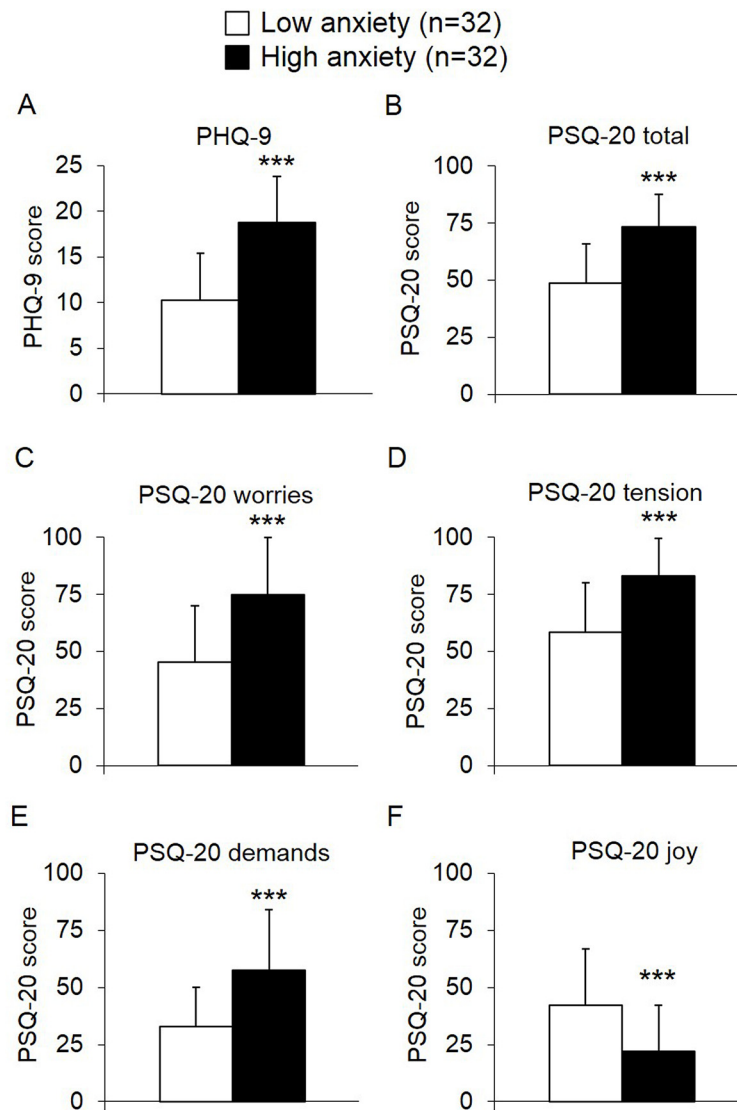 Low anxiety (n=32)
High anxiety (n=32)
A
PHQ-9
***
PHQ-9 score
25
20
15
10
5
0
B
PSQ-20 total
***
PSQ-20 score
100
75
50
25
0
C
PSQ-20 worries
***
PSQ-20 score
100
75
50
25
0
D
PSQ-20 tension
***
PSQ-20 score
100
75
50
25
0
E
PSQ-20 demands
***
PSQ-20 score
100
75
50
25
0
F
PSQ-20 joy
***
PSQ-20 score
100
75
50
25
0